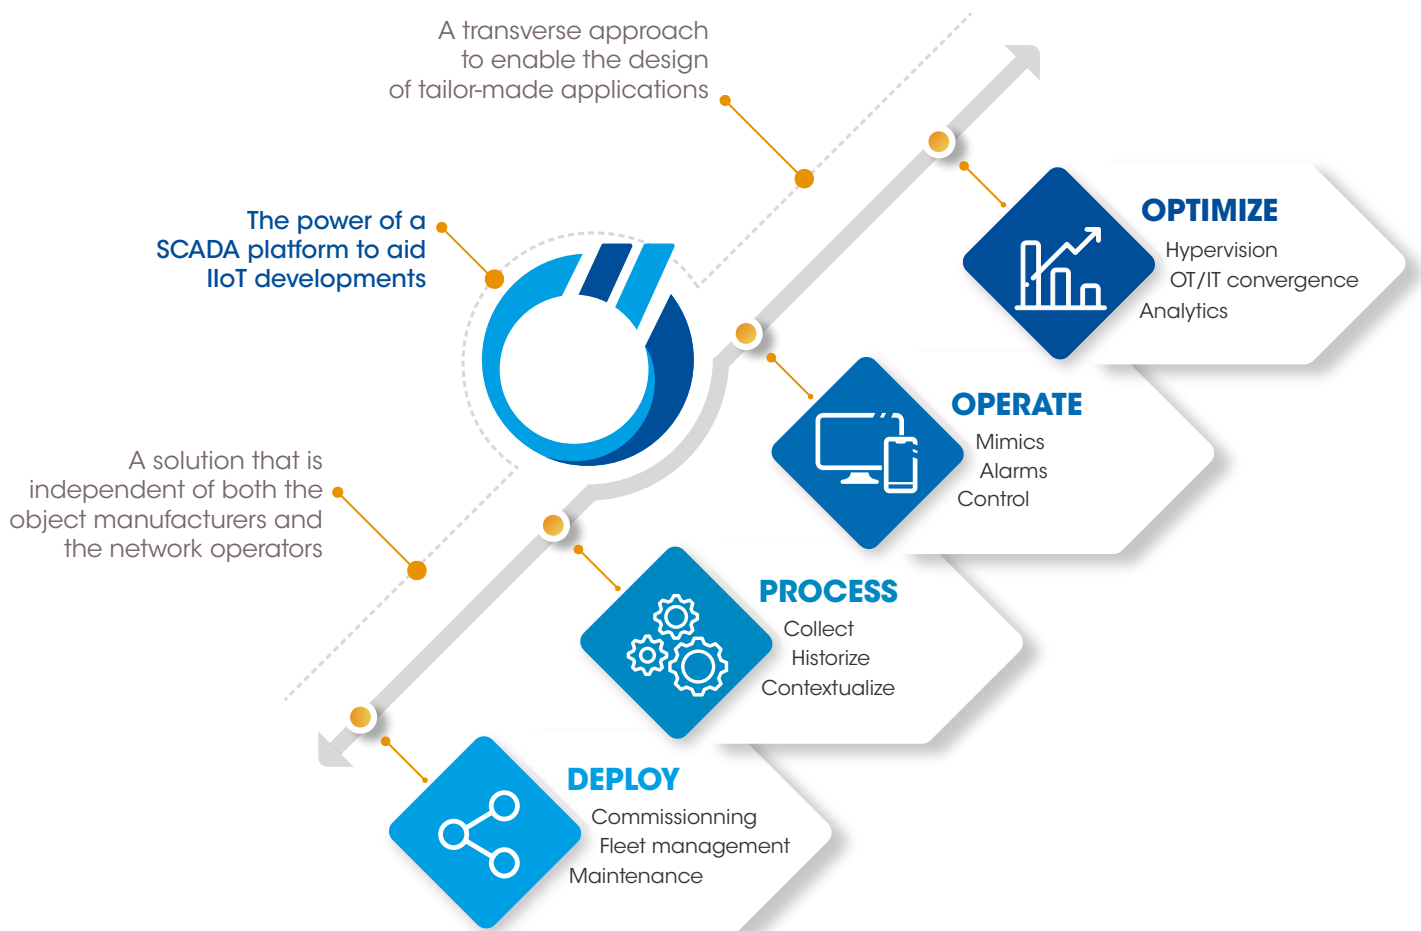 A transverse approach
to enable the design
of tailor-made applications
The power of a
SCADA platform to aid
IIoT developments
A solution that is
independent of both the
object manufacturers and
the network operators
OPTIMIZE
Hypervision
OT/IT convergence
Analytics
OPERATE
Mimics
Alarms
Control
PROCESS
Collect
Historize
Contextualize
DEPLOY
Commissionning
Fleet management
Maintenance